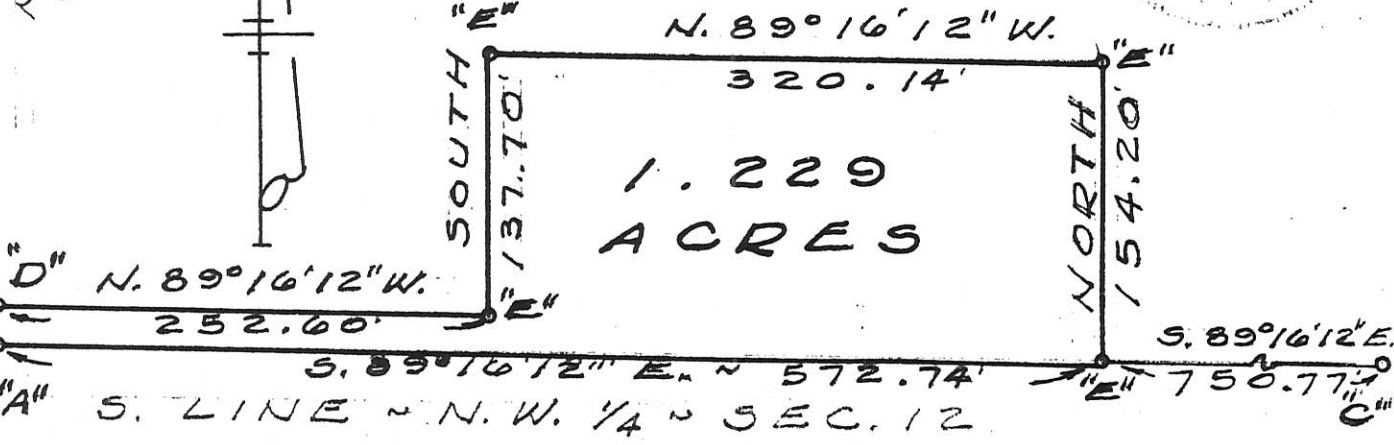 "E"
N. 89° 16' 12" W.
"E"
320.14'
SOUTH
137.70'
1.229
ACRES
NORTH
154.20'
"D"
N. 89° 16' 12" W.
252.60'
"E"
S. 89° 16' 12" E. ~ 572.74'
S. 89° 16' 12" E.
"A"
"E"
750.77'
"C"
S. LINE ~ N. W. 1/4 ~ SEC. 12